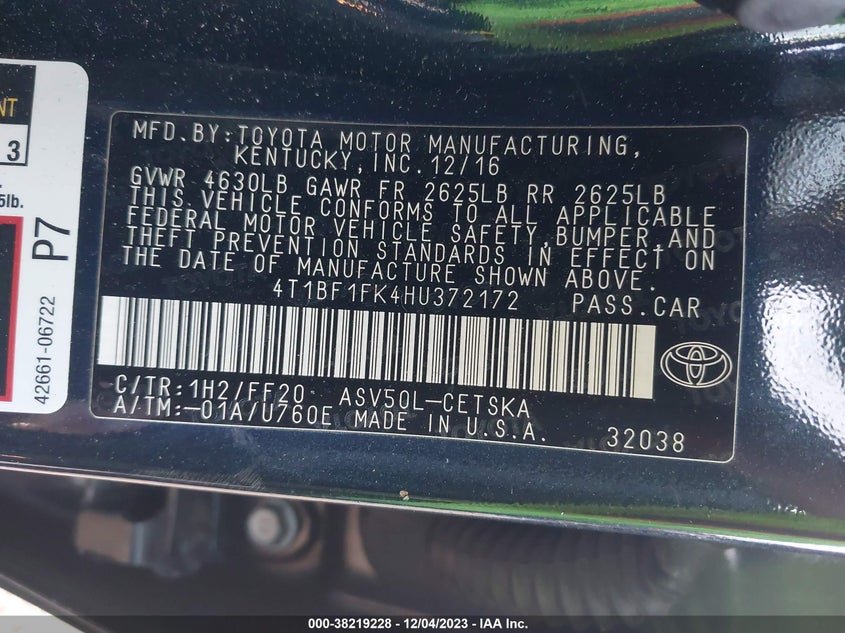 NT
3
5lb.
P7
42661-06722
MFD.BY:TOYOTA MOTOR MANUFACTURING,
KENTUCKY,INC.12/16
GVWR 4630LB GAWR FR 2625LB RR 2625LB
THIS VEHICLE CONFORMS TO ALL APPLICABLE
FEDERAL MOTOR VEHICLE SAFETY,BUMPER,AND
THEFT PREVENTION STANDARDS IN EFFECT ON
THE DATE OF MANUFACTURE SHOWN ABOVE.
4T1BF1FK4HU372172 PASS.CAR
C/TR:1H2/FF20 ASV50L-CETSKA
A/TM:-01A/U760E MADE IN U.S.A. 32038
000-38219228 - 12/04/2023 - IAA Inc.